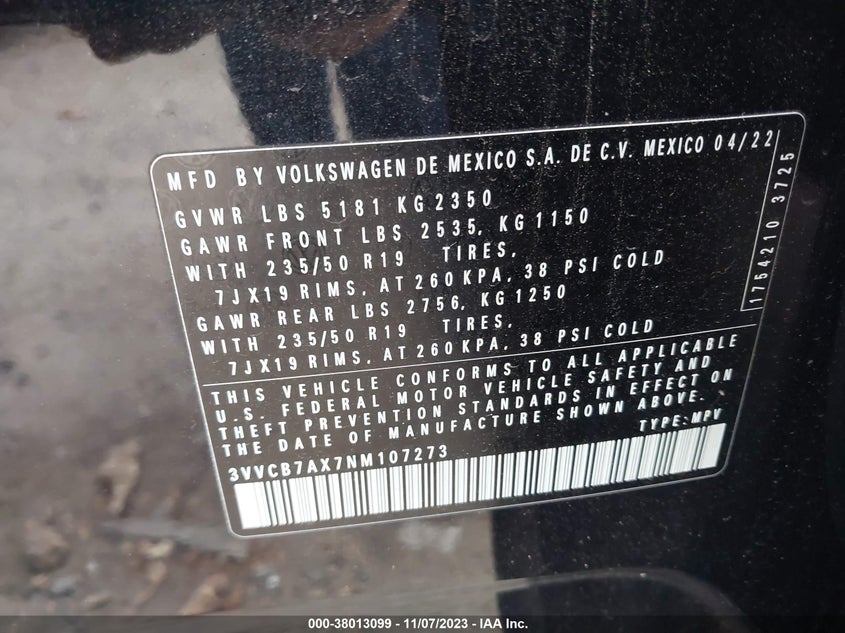 MFD BY VOLKSWAGEN DE MEXICO S.A. DE C.V. MEXICO 04/22
GVWR LBS 5181 KG 2350
GAWR FRONT LBS 2535, KG 1150
WITH 235/50 R19 TIRES,
7JX19 RIMS, AT 260 KPA, 38 PSI COLD
GAWR REAR LBS 2756, KG 1250
WITH 235/50 R19 TIRES,
7JX19 RIMS, AT 260 KPA, 38 PSI COLD
THIS VEHICLE CONFORMS TO ALL APPLICABLE
U.S. FEDERAL MOTOR VEHICLE SAFETY AND
THEFT PREVENTION STANDARDS IN EFFECT ON
THE DATE OF MANUFACTURE SHOWN ABOVE.
TYPE:MPV
3VVCB7AX7NM107273
1754210 3725
000-38013099 - 11/07/2023 - IAA Inc.